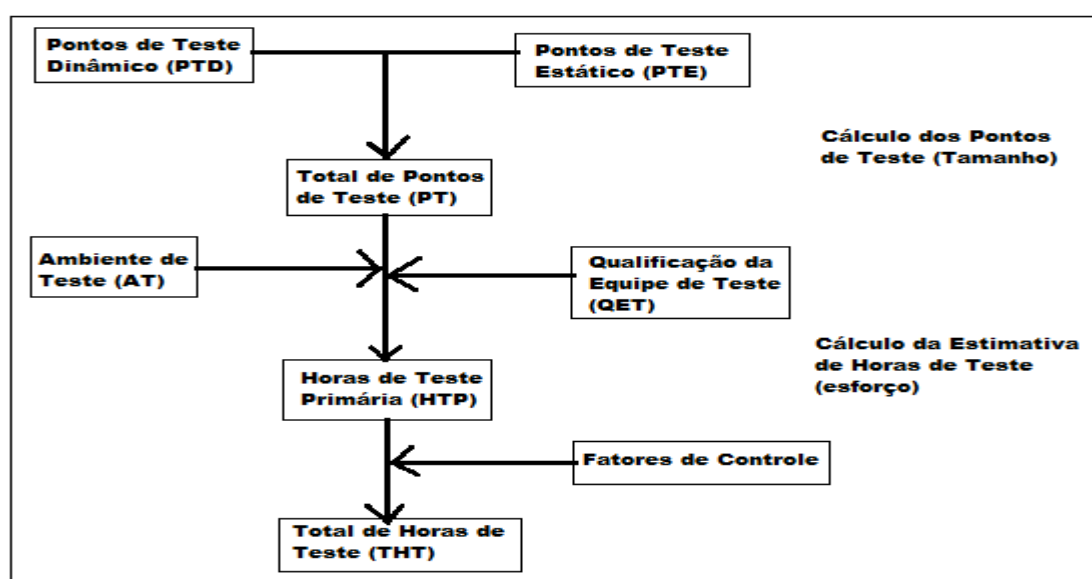 Pontos de Teste
Dinâmico (PTD)
Pontos de Teste
Estático (PTE)
Cálculo dos Pontos
de Teste (Tamanho)
Total de Pontos
de Teste (PT)
Ambiente de
Teste (AT)
Qualificação da
Equipe de Teste
(QET)
Cálculo da Estimativa
de Horas de Teste
(esforço)
Horas de Teste
Primária (HTP)
Fatores de Controle
Total de Horas de
Teste (THT)